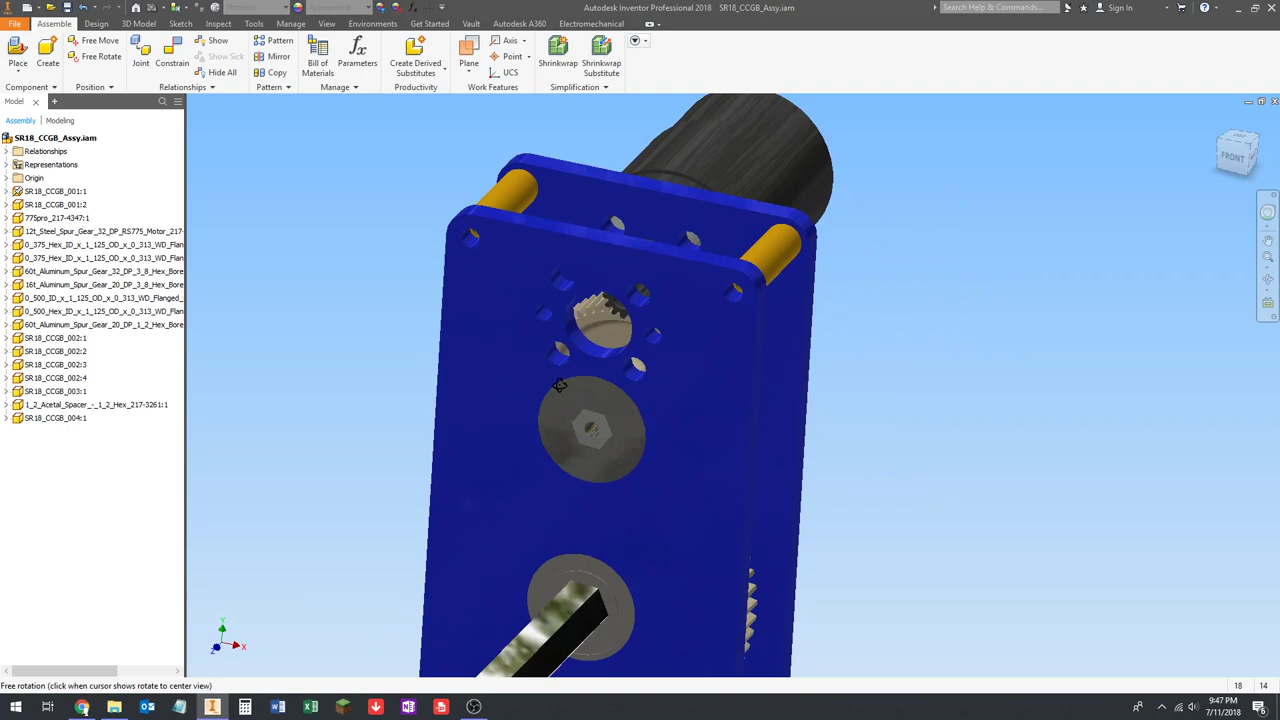 Material
Appearance
Autodesk Inventor Professional 2018 SR18_CCGB_Assy.iam
Search Help & Commands...
Sign In
File Assemble Design 3D Model Sketch Inspect Tools Manage View Environments Get Started Vault Autodesk A360 Electromechanical
Place
Create
Free Move
Free Rotate
Joint
Constrain
Show
Show Sick
Hide All
Pattern
Mirror
Copy
Bill of
Materials
Parameters
Create Derived
Substitutes
Plane
Axis
Point
UCS
Shrinkwrap
Shrinkwrap
Substitute
Component Position Relationships Pattern Manage Productivity Work Features Simplification
Model
Assembly Modeling
SR18_CCGB_Assy.iam
Relationships
Representations
Origin
SR18_CCGB_001:1
SR18_CCGB_001:2
775pro_217-4347:1
12t_Steel_Spur_Gear_32_DP_RS775_Motor_217-
0_375_Hex_ID_x_1_125_OD_x_0_313_WD_Flan
0_375_Hex_ID_x_1_125_OD_x_0_313_WD_Flan
60t_Aluminum_Spur_Gear_32_DP_3_8_Hex_Bore
16t_Aluminum_Spur_Gear_20_DP_3_8_Hex_Bore
0_500_ID_x_1_125_OD_x_0_313_WD_Flanged_
0_500_Hex_ID_x_1_125_OD_x_0_313_WD_Flan
60t_Aluminum_Spur_Gear_20_DP_1_2_Hex_Bore
SR18_CCGB_002:1
SR18_CCGB_002:2
SR18_CCGB_002:3
SR18_CCGB_002:4
SR18_CCGB_003:1
1_2_Acetal_Spacer_-_1_2_Hex_217-3261:1
SR18_CCGB_004:1
FRONT
Y
X
Z
Free rotation (click when cursor shows rotate to center view)
18 14
9:47 PM
7/11/2018